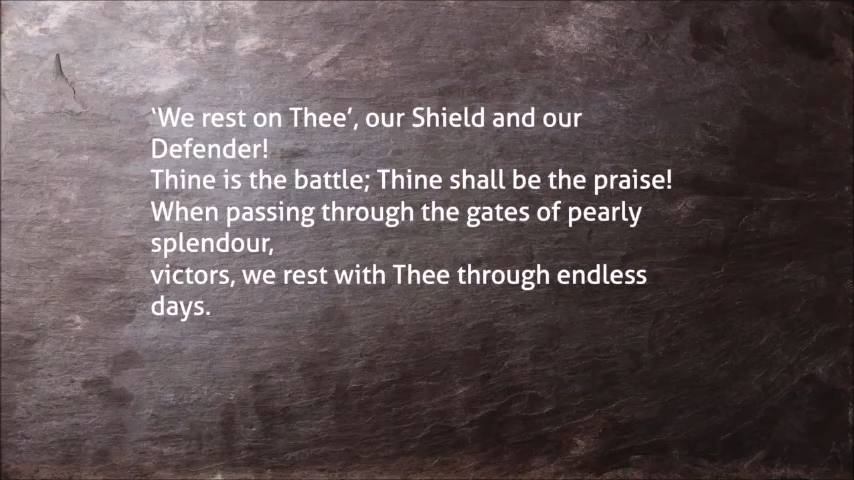 ‘We rest on Thee’, our Shield and our
Defender!
Thine is the battle; Thine shall be the praise!
When passing through the gates of pearly
splendour,
victors, we rest with Thee through endless
days.